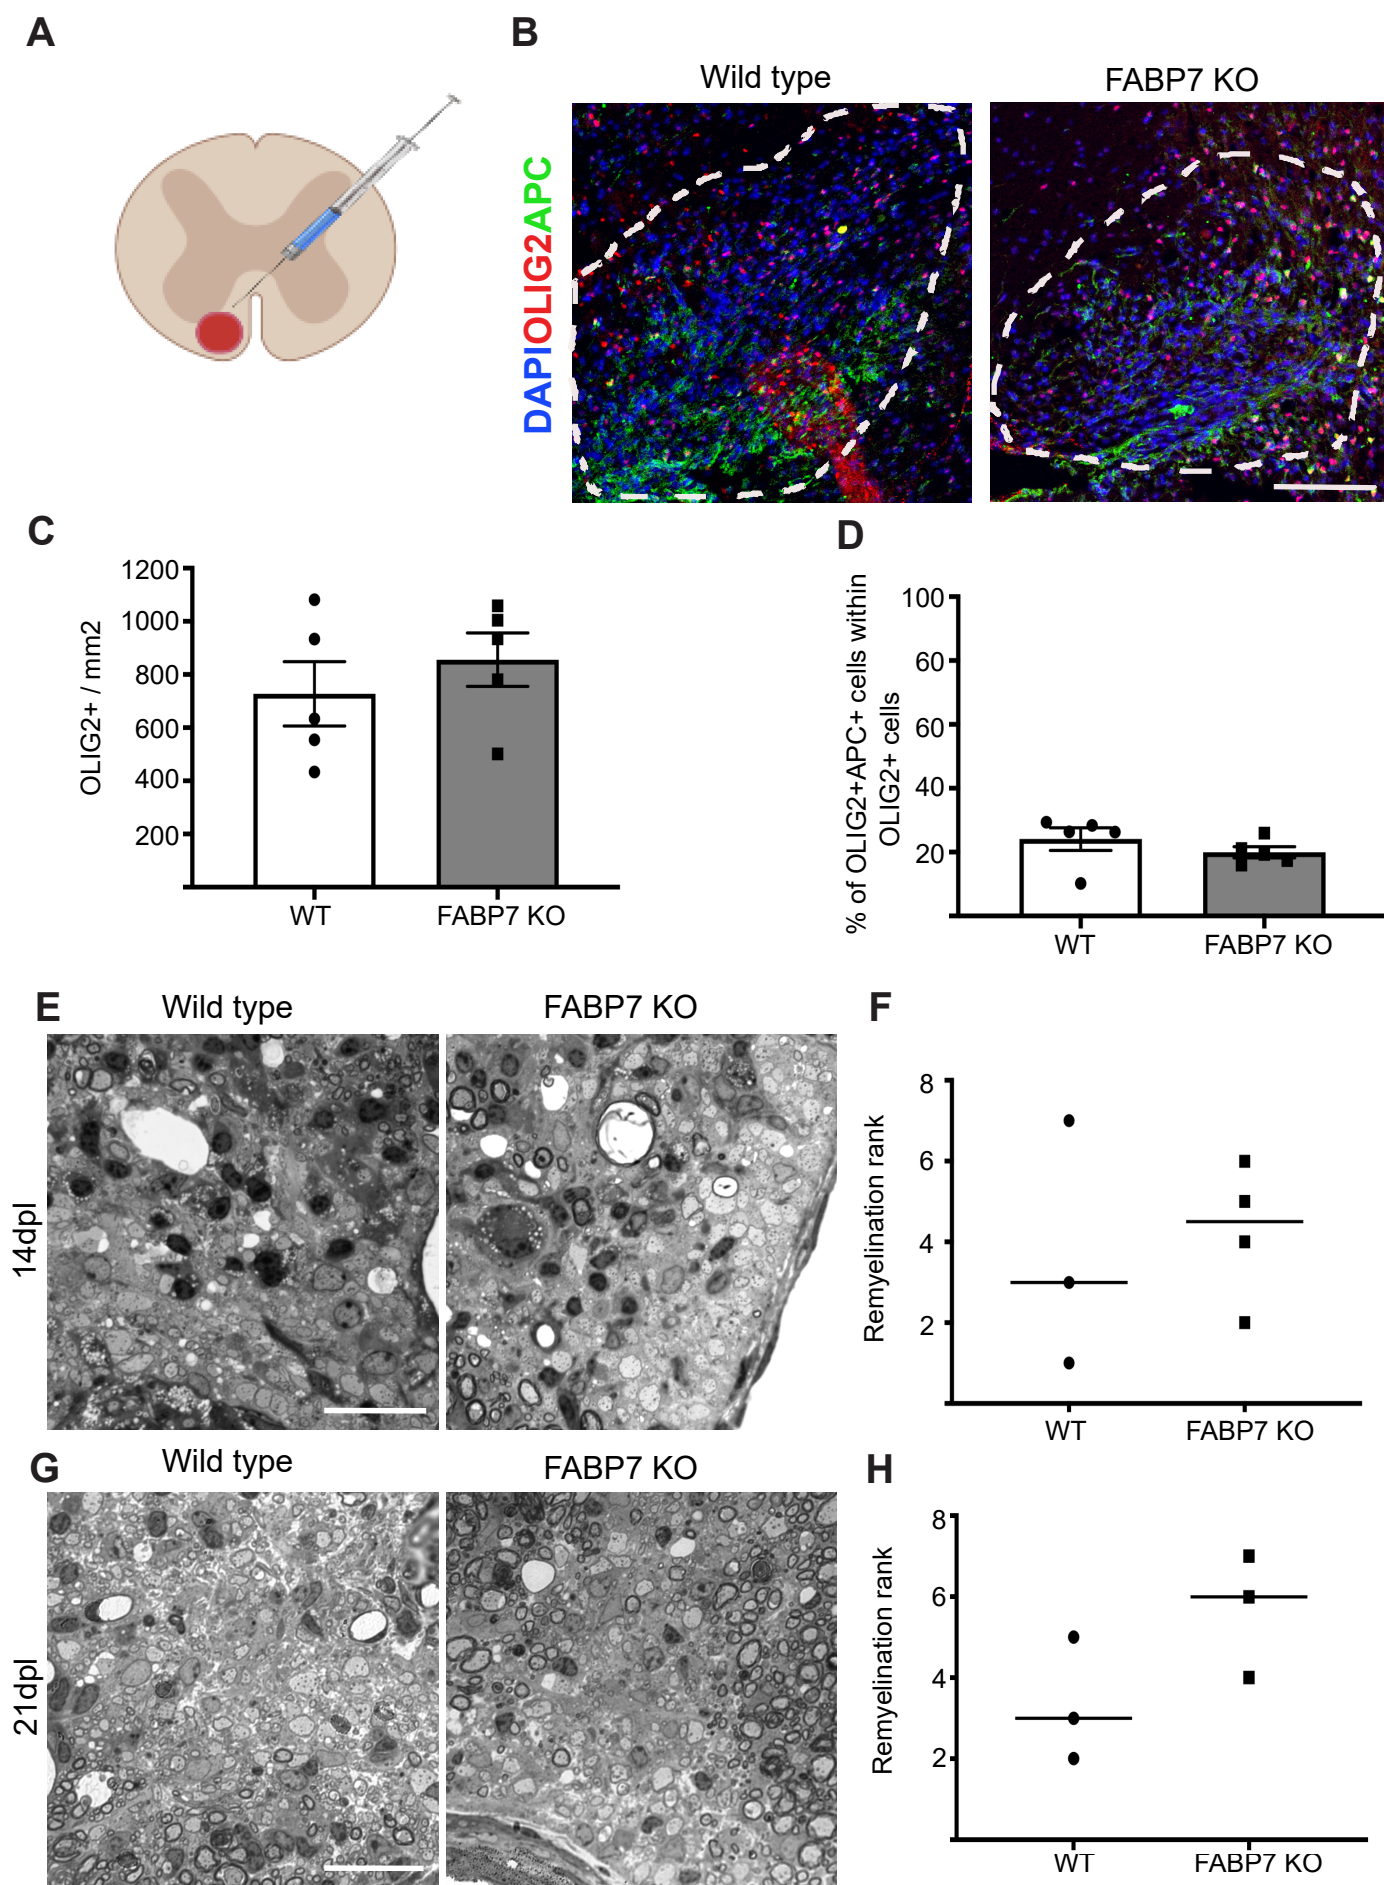 A
B
Wild type
FABP7 KO
DAPIOLIG2APC
C
OLIG2+ / mm2
1200
1000
800
600
400
200
WT
FABP7 KO
D
% of OLIG2+APC+ cells within
OLIG2+ cells
100
60
60
40
20
WT
FABP7 KO
E
Wild type
FABP7 KO
14dpl
F
Remyelination rank
8
6
4
2
WT
FABP7 KO
G
Wild type
FABP7 KO
21dpl
H
Remyelination rank
8
6
4
2
WT
FABP7 KO